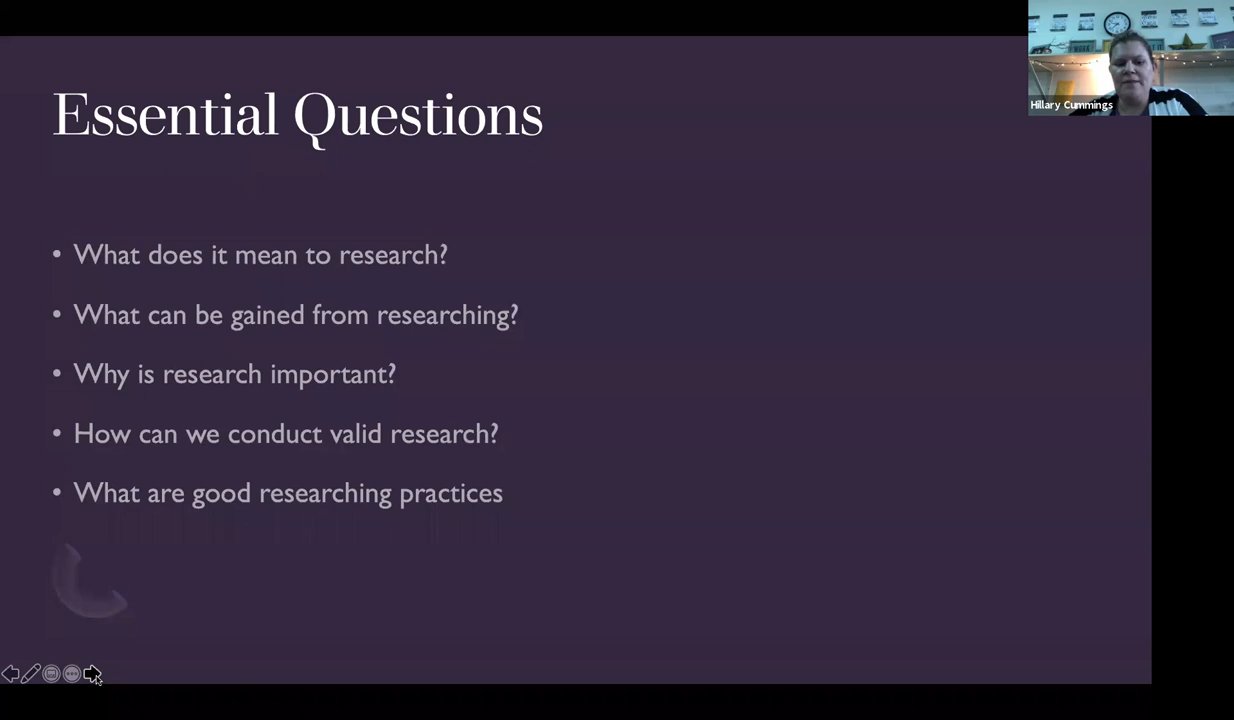 Essential Questions
• What does it mean to research?
• What can be gained from researching?
• Why is research important?
• How can we conduct valid research?
• What are good researching practices
Hillary Cummings